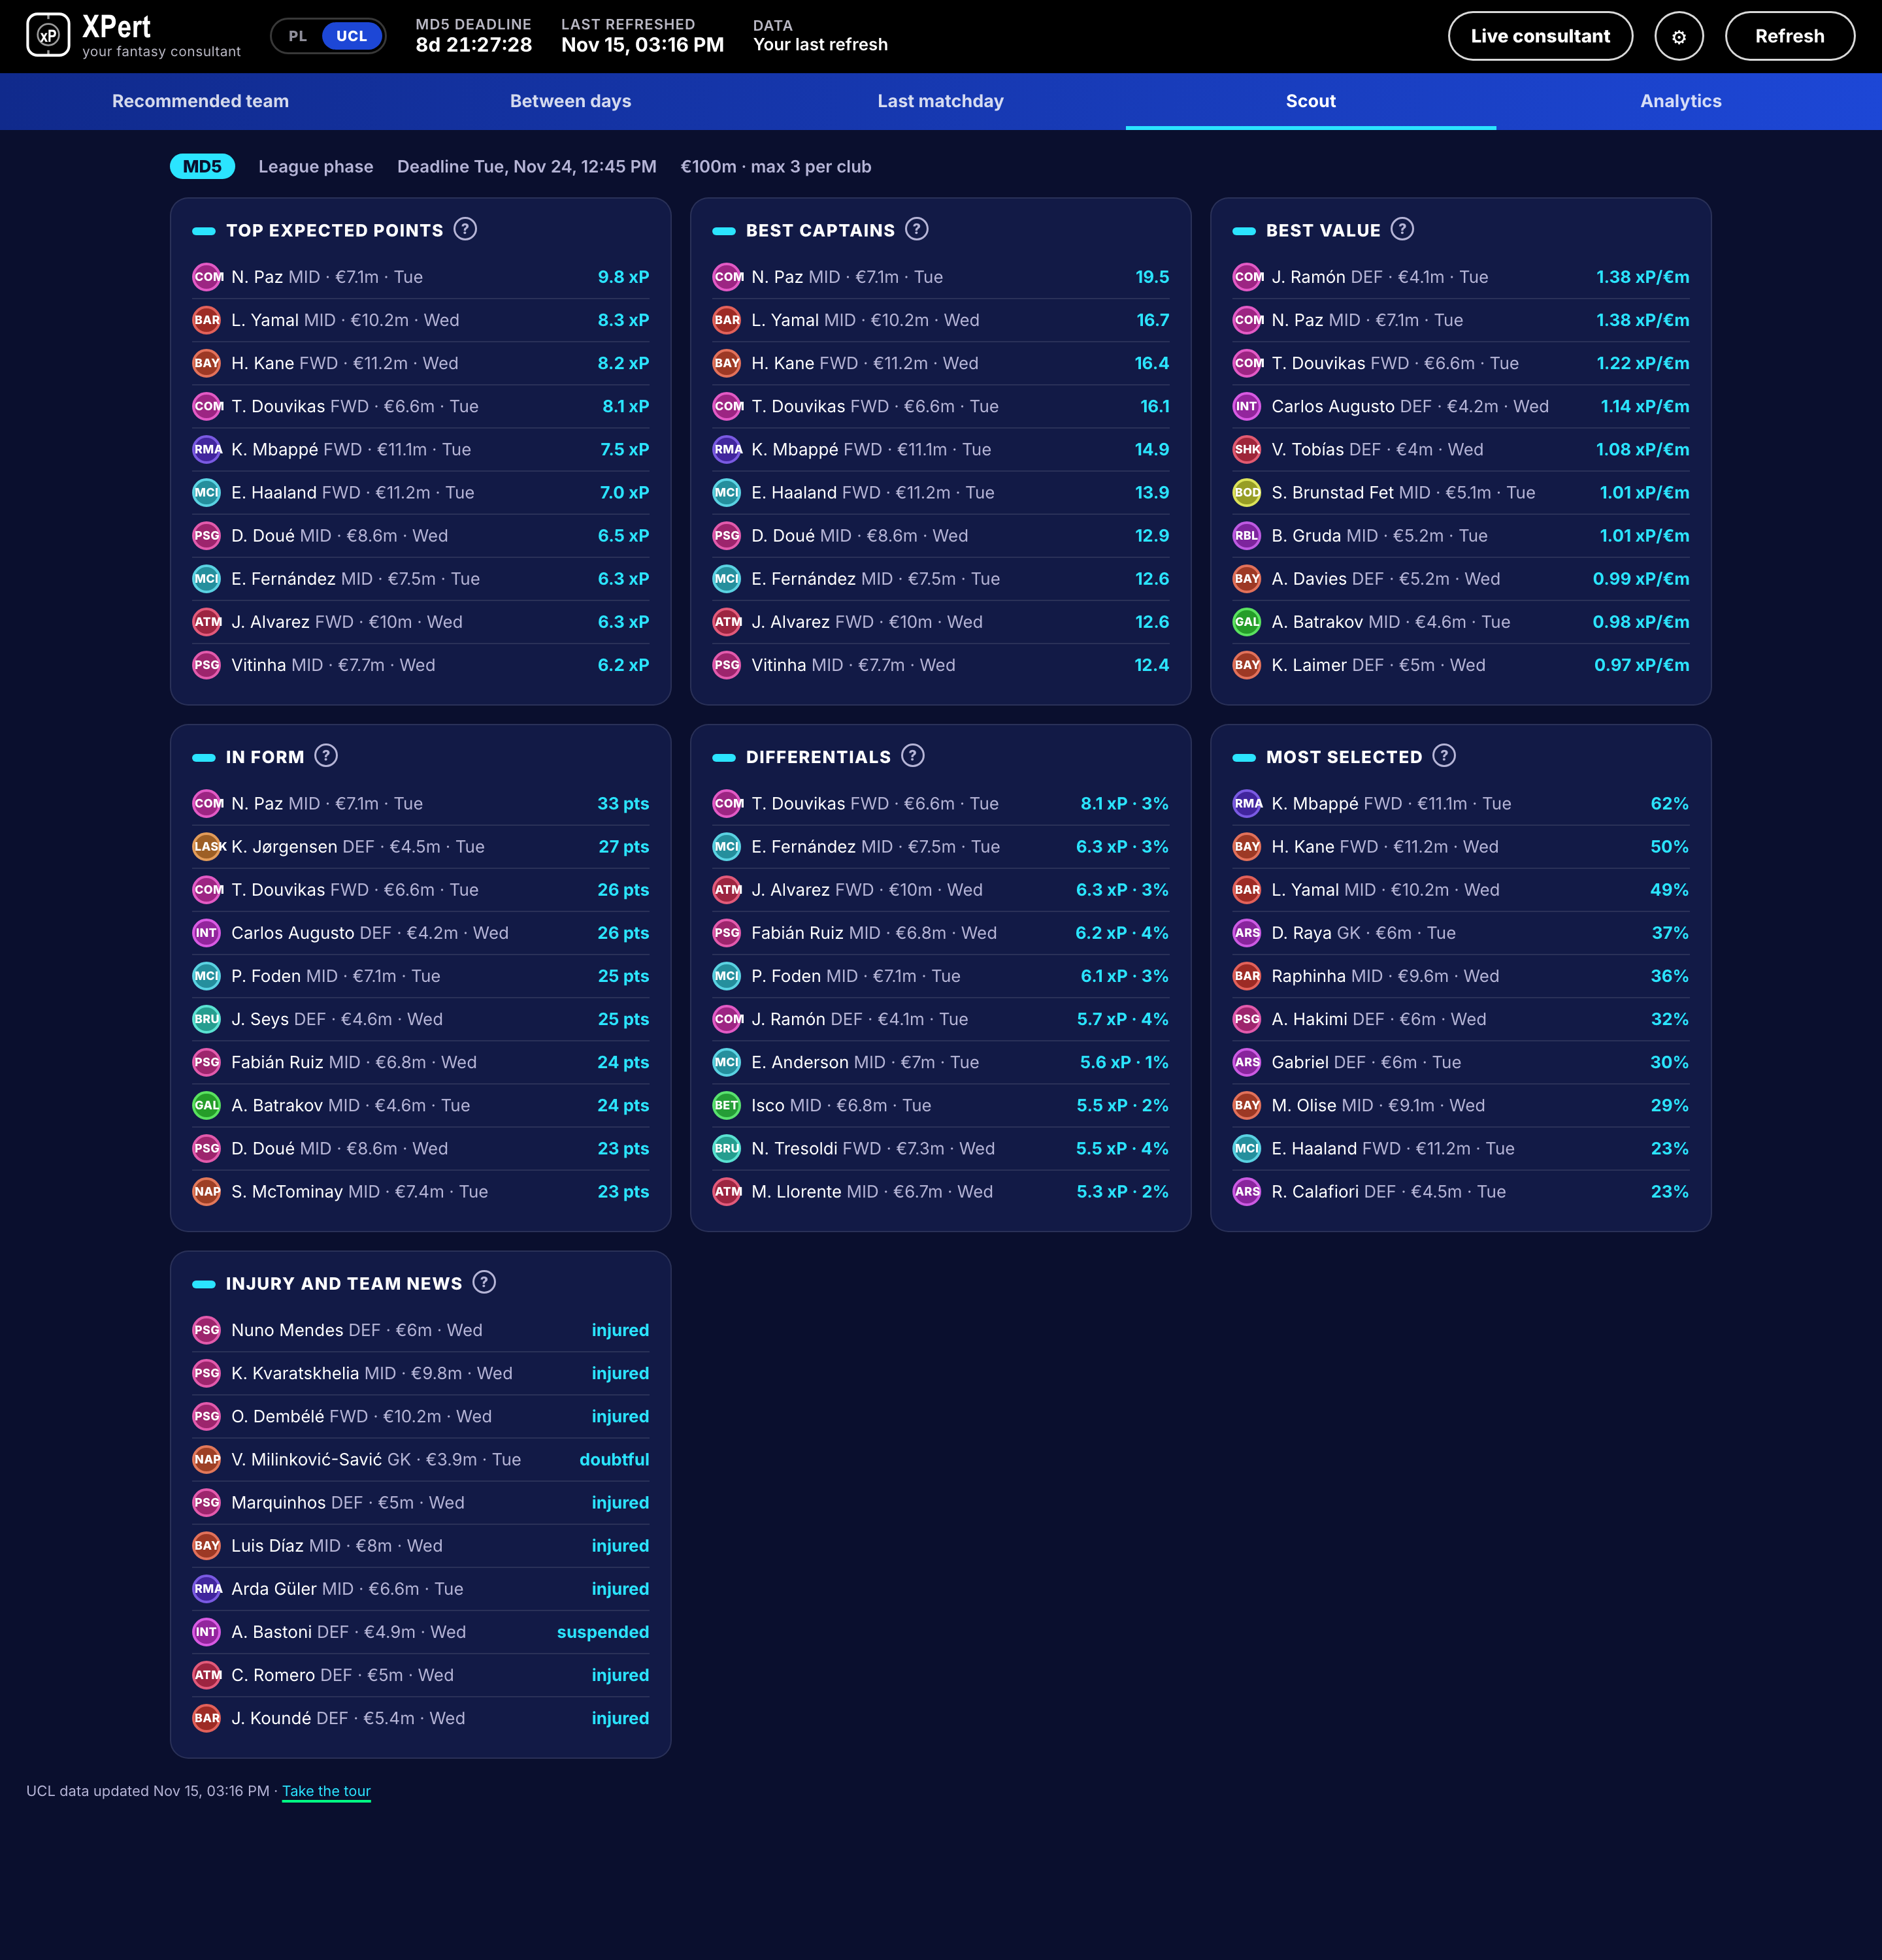 xP XPert
your fantasy consultant
PL UCL
MD5 DEADLINE
8d 21:27:28
LAST REFRESHED
Nov 15, 03:16 PM
DATA
Your last refresh
Live consultant
⚙
Refresh
Recommended team Between days Last matchday Scout Analytics
MD5 League phase Deadline Tue, Nov 24, 12:45 PM €100m · max 3 per club
TOP EXPECTED POINTS ?
COM N. Paz MID · €7.1m · Tue 9.8 xP
BAR L. Yamal MID · €10.2m · Wed 8.3 xP
BAY H. Kane FWD · €11.2m · Wed 8.2 xP
COM T. Douvikas FWD · €6.6m · Tue 8.1 xP
RMA K. Mbappé FWD · €11.1m · Tue 7.5 xP
MCI E. Haaland FWD · €11.2m · Tue 7.0 xP
PSG D. Doué MID · €8.6m · Wed 6.5 xP
MCI E. Fernández MID · €7.5m · Tue 6.3 xP
ATM J. Alvarez FWD · €10m · Wed 6.3 xP
PSG Vitinha MID · €7.7m · Wed 6.2 xP
BEST CAPTAINS ?
COM N. Paz MID · €7.1m · Tue 19.5
BAR L. Yamal MID · €10.2m · Wed 16.7
BAY H. Kane FWD · €11.2m · Wed 16.4
COM T. Douvikas FWD · €6.6m · Tue 16.1
RMA K. Mbappé FWD · €11.1m · Tue 14.9
MCI E. Haaland FWD · €11.2m · Tue 13.9
PSG D. Doué MID · €8.6m · Wed 12.9
MCI E. Fernández MID · €7.5m · Tue 12.6
ATM J. Alvarez FWD · €10m · Wed 12.6
PSG Vitinha MID · €7.7m · Wed 12.4
BEST VALUE ?
COM J. Ramón DEF · €4.1m · Tue 1.38 xP/€m
COM N. Paz MID · €7.1m · Tue 1.38 xP/€m
COM T. Douvikas FWD · €6.6m · Tue 1.22 xP/€m
INT Carlos Augusto DEF · €4.2m · Wed 1.14 xP/€m
SHK V. Tobías DEF · €4m · Wed 1.08 xP/€m
BOD S. Brunstad Fet MID · €5.1m · Tue 1.01 xP/€m
RBL B. Gruda MID · €5.2m · Tue 1.01 xP/€m
BAY A. Davies DEF · €5.2m · Wed 0.99 xP/€m
GAL A. Batrakov MID · €4.6m · Tue 0.98 xP/€m
BAY K. Laimer DEF · €5m · Wed 0.97 xP/€m
IN FORM ?
COM N. Paz MID · €7.1m · Tue 33 pts
LASK K. Jørgensen DEF · €4.5m · Tue 27 pts
COM T. Douvikas FWD · €6.6m · Tue 26 pts
INT Carlos Augusto DEF · €4.2m · Wed 26 pts
MCI P. Foden MID · €7.1m · Tue 25 pts
BRU J. Seys DEF · €4.6m · Wed 25 pts
PSG Fabián Ruiz MID · €6.8m · Wed 24 pts
GAL A. Batrakov MID · €4.6m · Tue 24 pts
PSG D. Doué MID · €8.6m · Wed 23 pts
NAP S. McTominay MID · €7.4m · Tue 23 pts
DIFFERENTIALS ?
COM T. Douvikas FWD · €6.6m · Tue 8.1 xP · 3%
MCI E. Fernández MID · €7.5m · Tue 6.3 xP · 3%
ATM J. Alvarez FWD · €10m · Wed 6.3 xP · 3%
PSG Fabián Ruiz MID · €6.8m · Wed 6.2 xP · 4%
MCI P. Foden MID · €7.1m · Tue 6.1 xP · 3%
COM J. Ramón DEF · €4.1m · Tue 5.7 xP · 4%
MCI E. Anderson MID · €7m · Tue 5.6 xP · 1%
BET Isco MID · €6.8m · Tue 5.5 xP · 2%
BRU N. Tresoldi FWD · €7.3m · Wed 5.5 xP · 4%
ATM M. Llorente MID · €6.7m · Wed 5.3 xP · 2%
MOST SELECTED ?
RMA K. Mbappé FWD · €11.1m · Tue 62%
BAY H. Kane FWD · €11.2m · Wed 50%
BAR L. Yamal MID · €10.2m · Wed 49%
ARS D. Raya GK · €6m · Tue 37%
BAR Raphinha MID · €9.6m · Wed 36%
PSG A. Hakimi DEF · €6m · Wed 32%
ARS Gabriel DEF · €6m · Tue 30%
BAY M. Olise MID · €9.1m · Wed 29%
MCI E. Haaland FWD · €11.2m · Tue 23%
ARS R. Calafiori DEF · €4.5m · Tue 23%
INJURY AND TEAM NEWS ?
PSG Nuno Mendes DEF · €6m · Wed injured
PSG K. Kvaratskhelia MID · €9.8m · Wed injured
PSG O. Dembélé FWD · €10.2m · Wed injured
NAP V. Milinković-Savić GK · €3.9m · Tue doubtful
PSG Marquinhos DEF · €5m · Wed injured
BAY Luis Díaz MID · €8m · Wed injured
RMA Arda Güler MID · €6.6m · Tue injured
INT A. Bastoni DEF · €4.9m · Wed suspended
ATM C. Romero DEF · €5m · Wed injured
BAR J. Koundé DEF · €5.4m · Wed injured
UCL data updated Nov 15, 03:16 PM · Take the tour